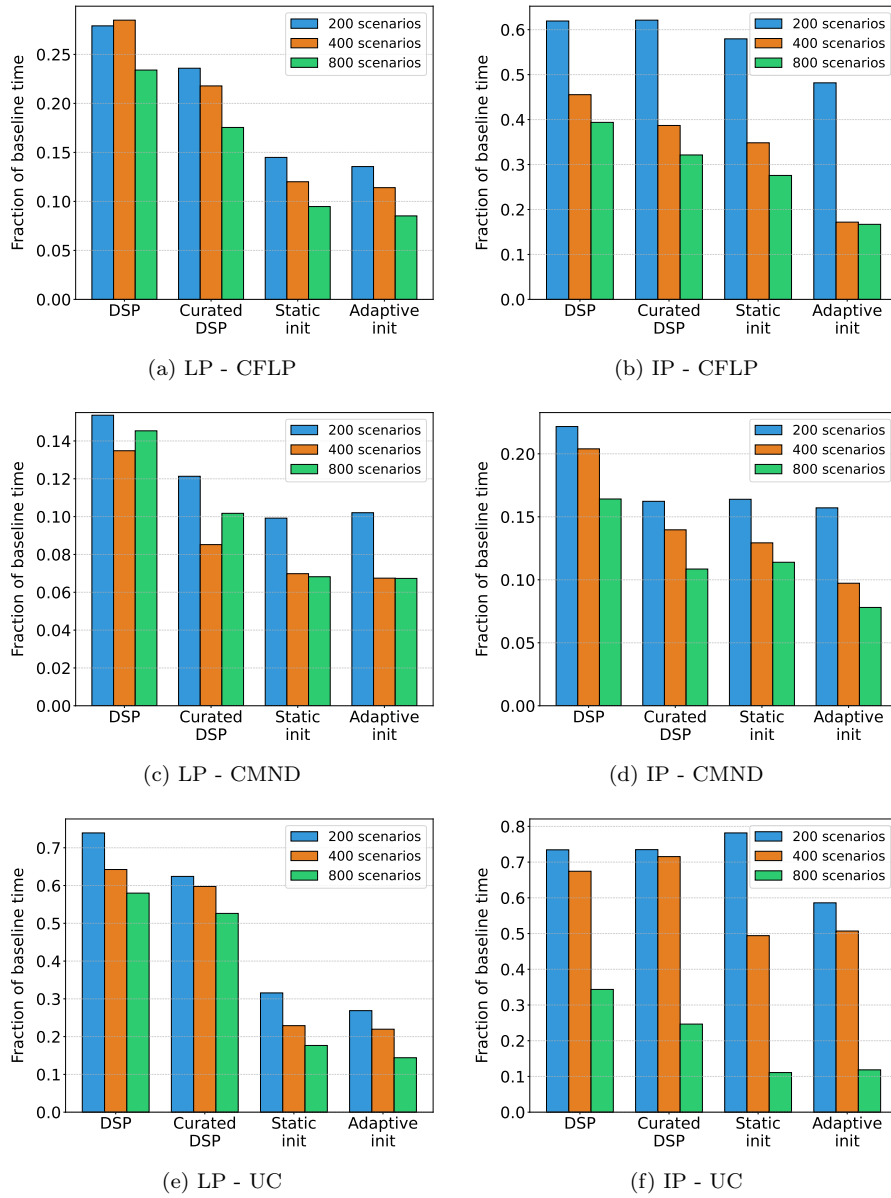 Fraction of baseline time
0.25
0.20
0.15
0.10
0.05
0.00
200 scenarios
400 scenarios
800 scenarios
DSP
Curated
DSP
Static
init
Adaptive
init
(a) LP - CFLP
Fraction of baseline time
0.6
0.5
0.4
0.3
0.2
0.1
0.0
200 scenarios
400 scenarios
800 scenarios
DSP
Curated
DSP
Static
init
Adaptive
init
(b) IP - CFLP
Fraction of baseline time
0.14
0.12
0.10
0.08
0.06
0.04
0.02
0.00
200 scenarios
400 scenarios
800 scenarios
DSP
Curated
DSP
Static
init
Adaptive
init
(c) LP - CMND
Fraction of baseline time
0.20
0.15
0.10
0.05
0.00
200 scenarios
400 scenarios
800 scenarios
DSP
Curated
DSP
Static
init
Adaptive
init
(d) IP - CMND
Fraction of baseline time
0.7
0.6
0.5
0.4
0.3
0.2
0.1
0.0
200 scenarios
400 scenarios
800 scenarios
DSP
Curated
DSP
Static
init
Adaptive
init
(e) LP - UC
Fraction of baseline time
0.8
0.7
0.6
0.5
0.4
0.3
0.2
0.1
0.0
200 scenarios
400 scenarios
800 scenarios
DSP
Curated
DSP
Static
init
Adaptive
init
(f) IP - UC